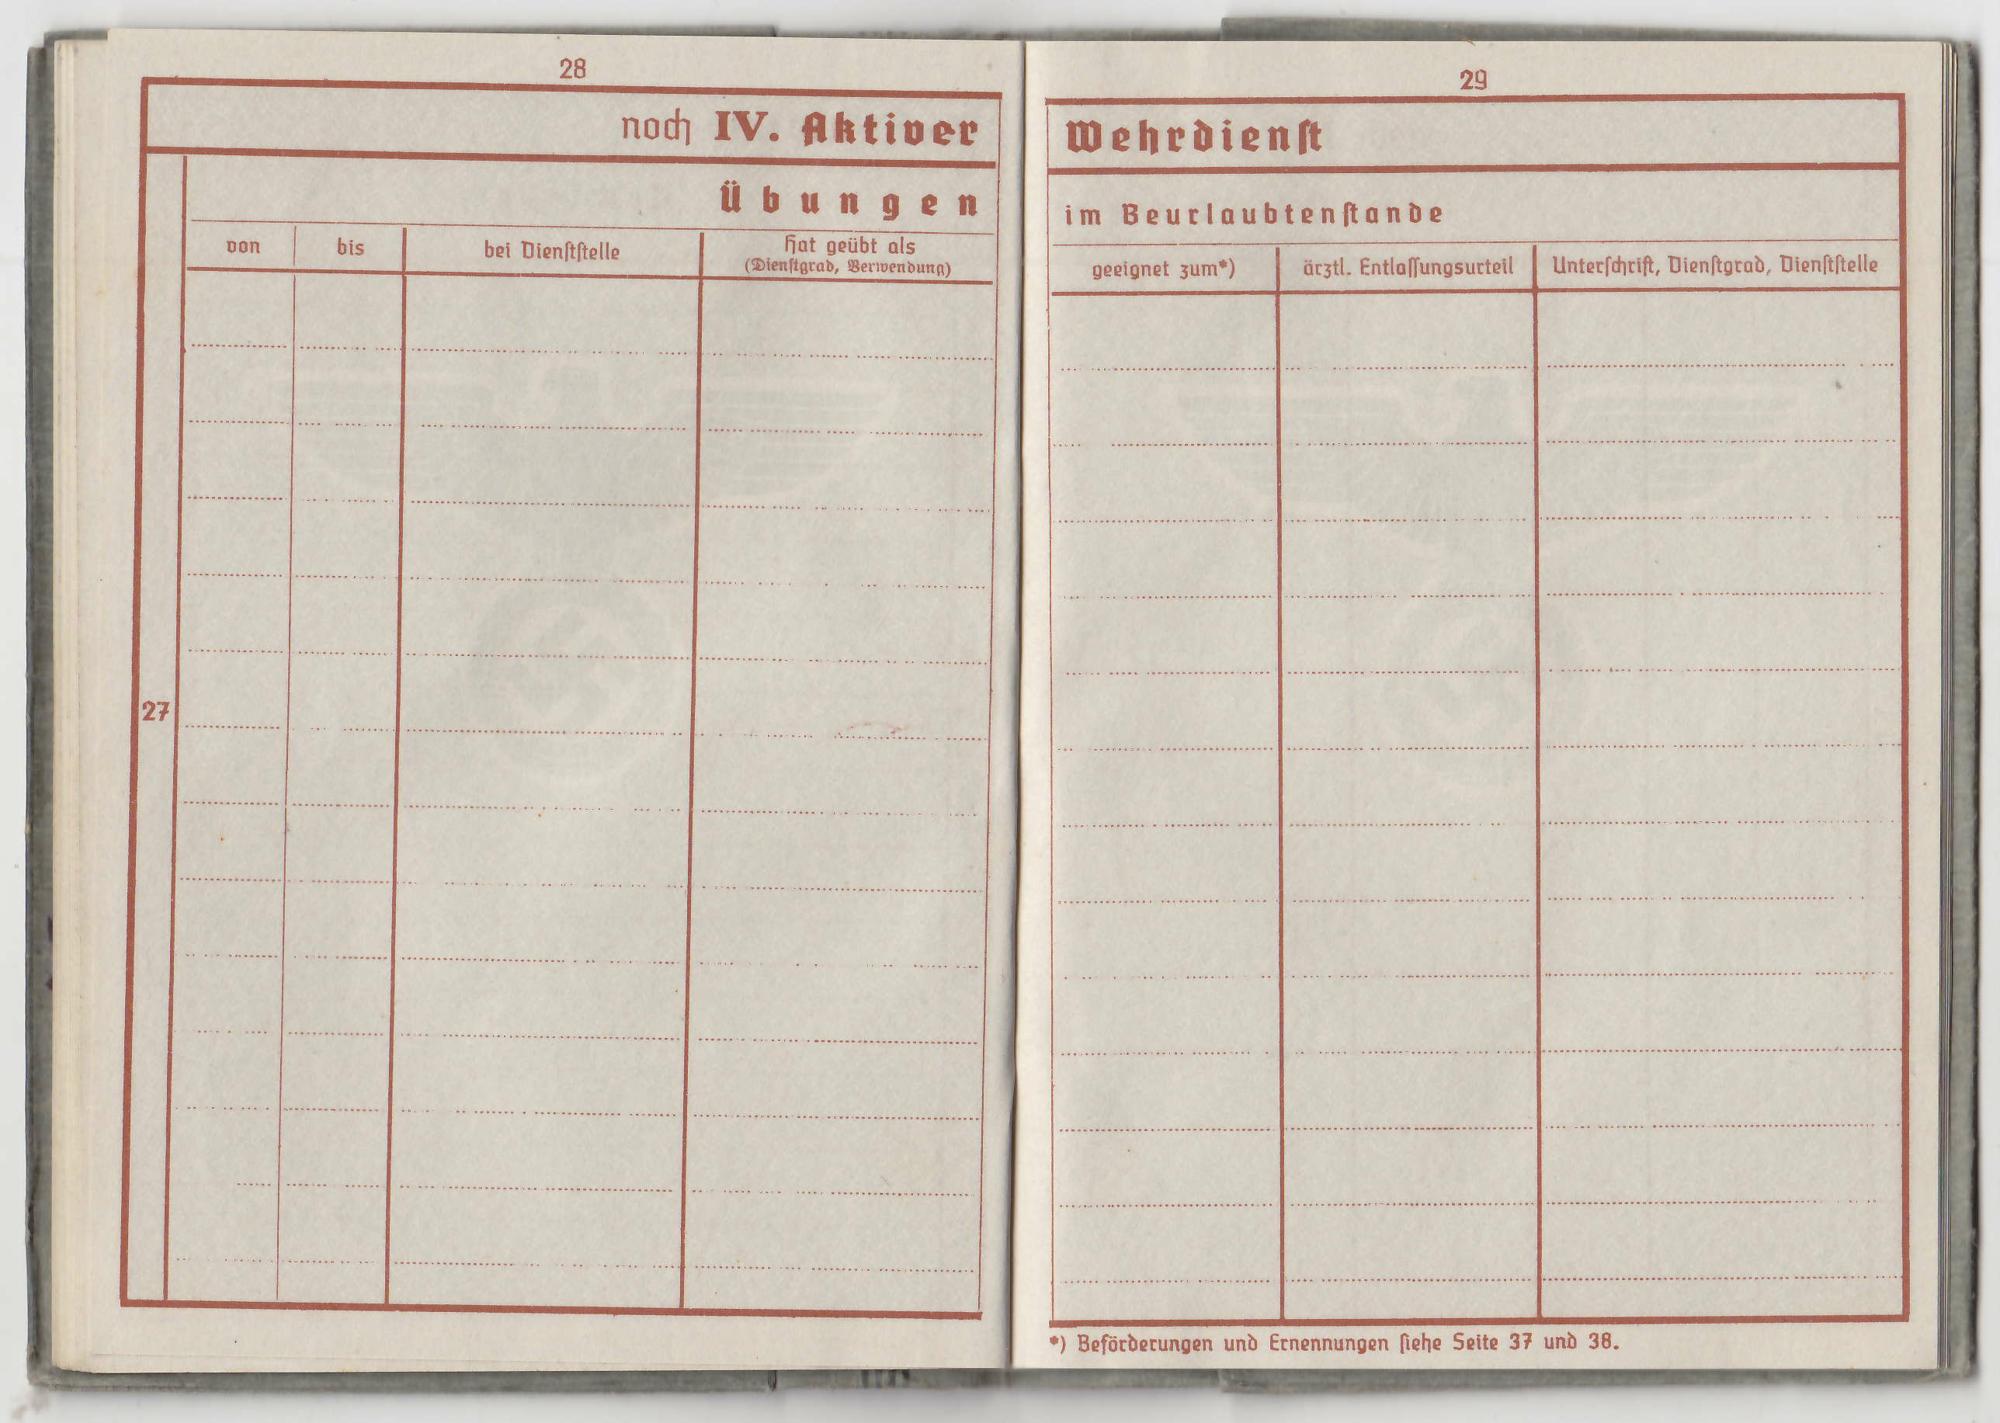 28
noch IV. Aktiver
Übungen
von bis bei Dienſtſtelle Hat geübt als
(Dienſtgrad, Verwendung)
27
29
Wehrdienſt
im Beurlaubtenſtande
geeignet zum*) ärztl. Entlaſſungsurteil Unterſchrift, Dienſtgrad, Dienſtſtelle
*) Beförderungen und Ernennungen ſiehe Seite 37 und 38.